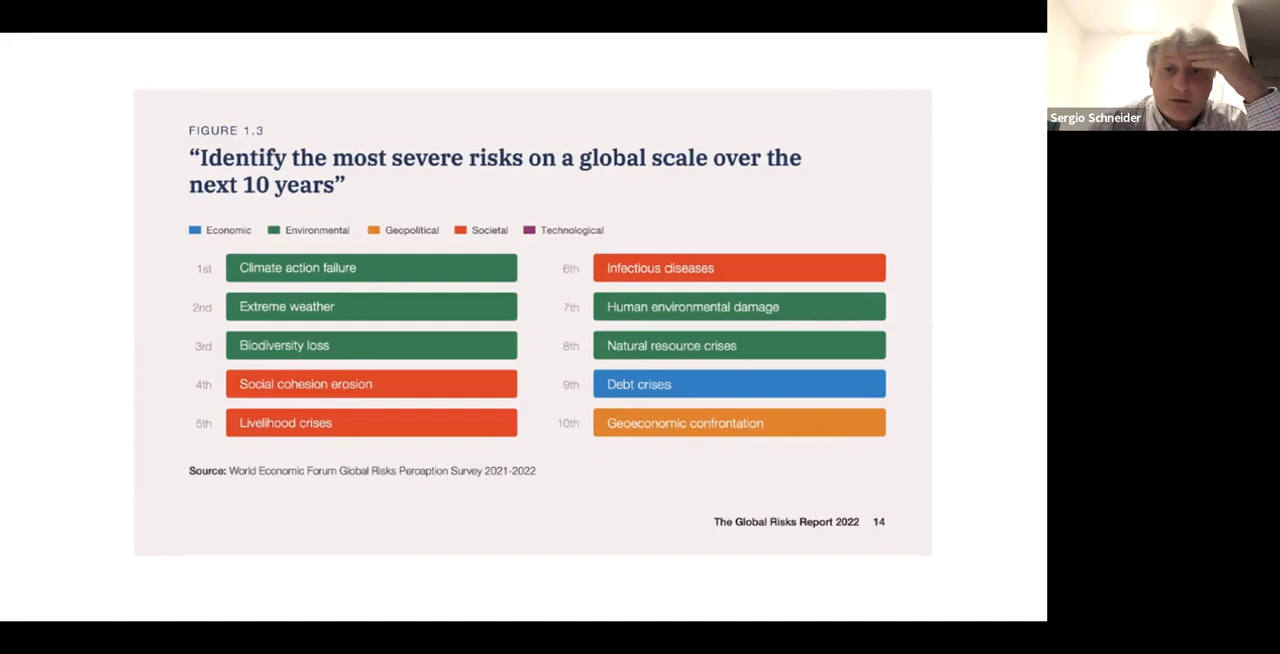 FIGURE 1.3
“Identify the most severe risks on a global scale over the
next 10 years”
Economic Environmental Geopolitical Societal Technological
1st Climate action failure
2nd Extreme weather
3rd Biodiversity loss
4th Social cohesion erosion
5th Livelihood crises
6th Infectious diseases
7th Human environmental damage
8th Natural resource crises
9th Debt crises
10th Geoeconomic confrontation
Source: World Economic Forum Global Risks Perception Survey 2021-2022
The Global Risks Report 2022 14
Sergio Schneider